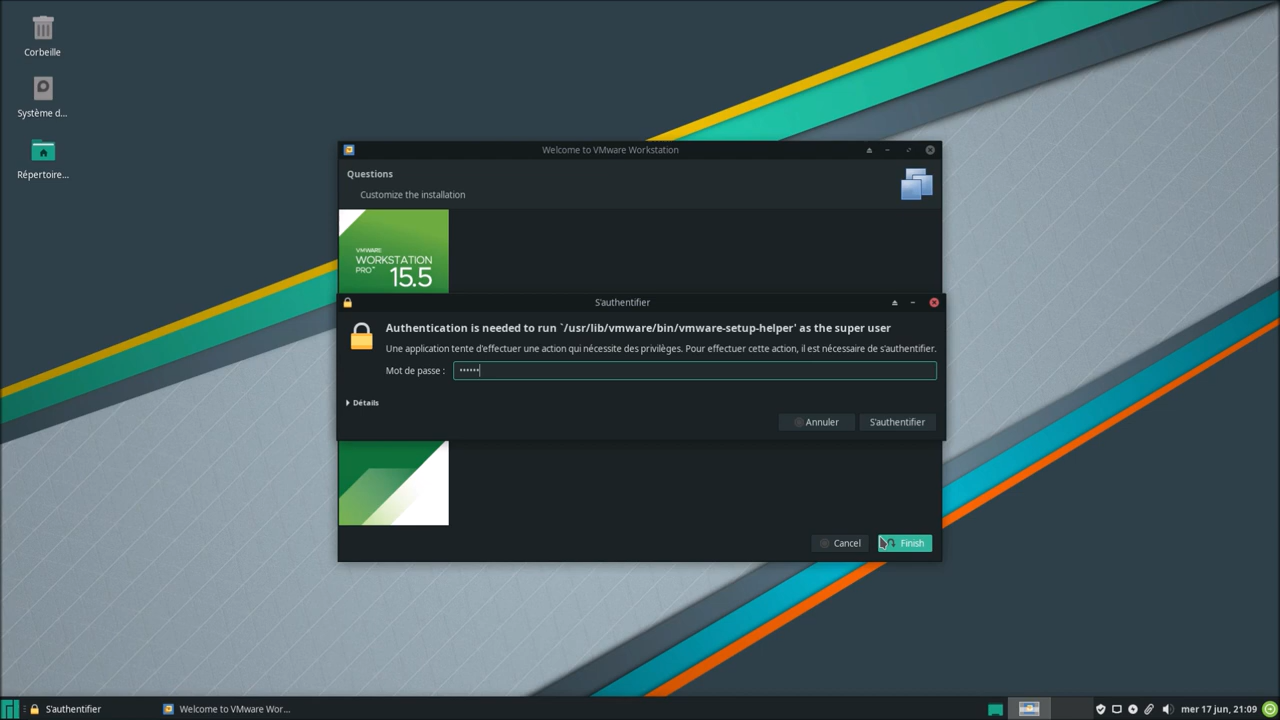 Corbeille
Système d...
Répertoire...
Welcome to VMware Workstation
Questions
Customize the installation
VMWARE
WORKSTATION
PRO™ 15.5
S'authentifier
Authentication is needed to run `/usr/lib/vmware/bin/vmware-setup-helper' as the super user
Une application tente d'effectuer une action qui nécessite des privilèges. Pour effectuer cette action, il est nécessaire de s'authentifier.
Mot de passe : ••••••
Détails
Annuler S'authentifier
Cancel Finish
S'authentifier Welcome to VMware Wor... mer 17 jun, 21:09